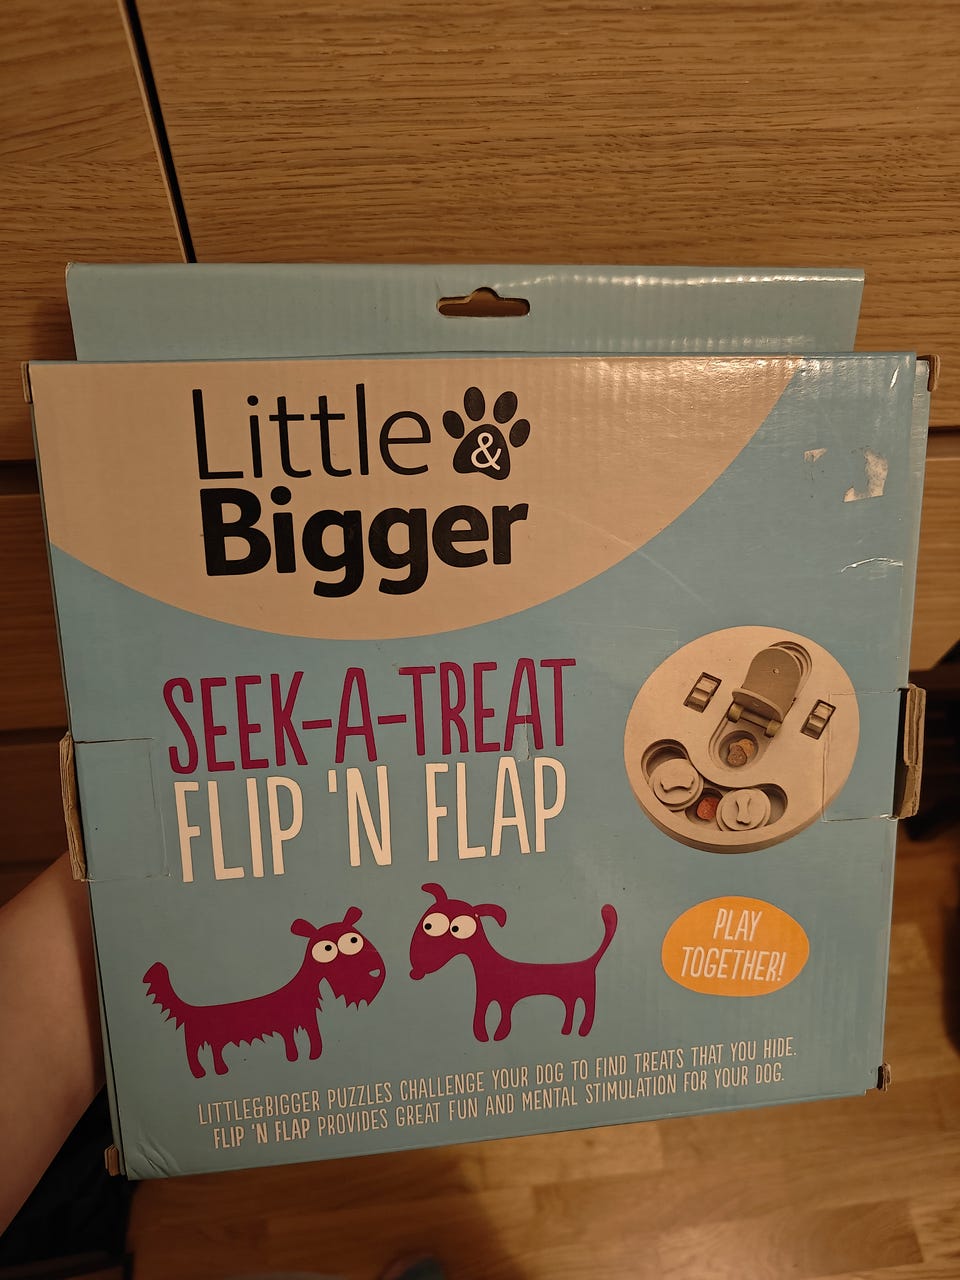 Little &
Bigger
SEEK-A-TREAT
FLIP 'N FLAP
PLAY
TOGETHER!
LITTLE&BIGGER PUZZLES CHALLENGE YOUR DOG TO FIND TREATS THAT YOU HIDE.
FLIP 'N FLAP PROVIDES GREAT FUN AND MENTAL STIMULATION FOR YOUR DOG.